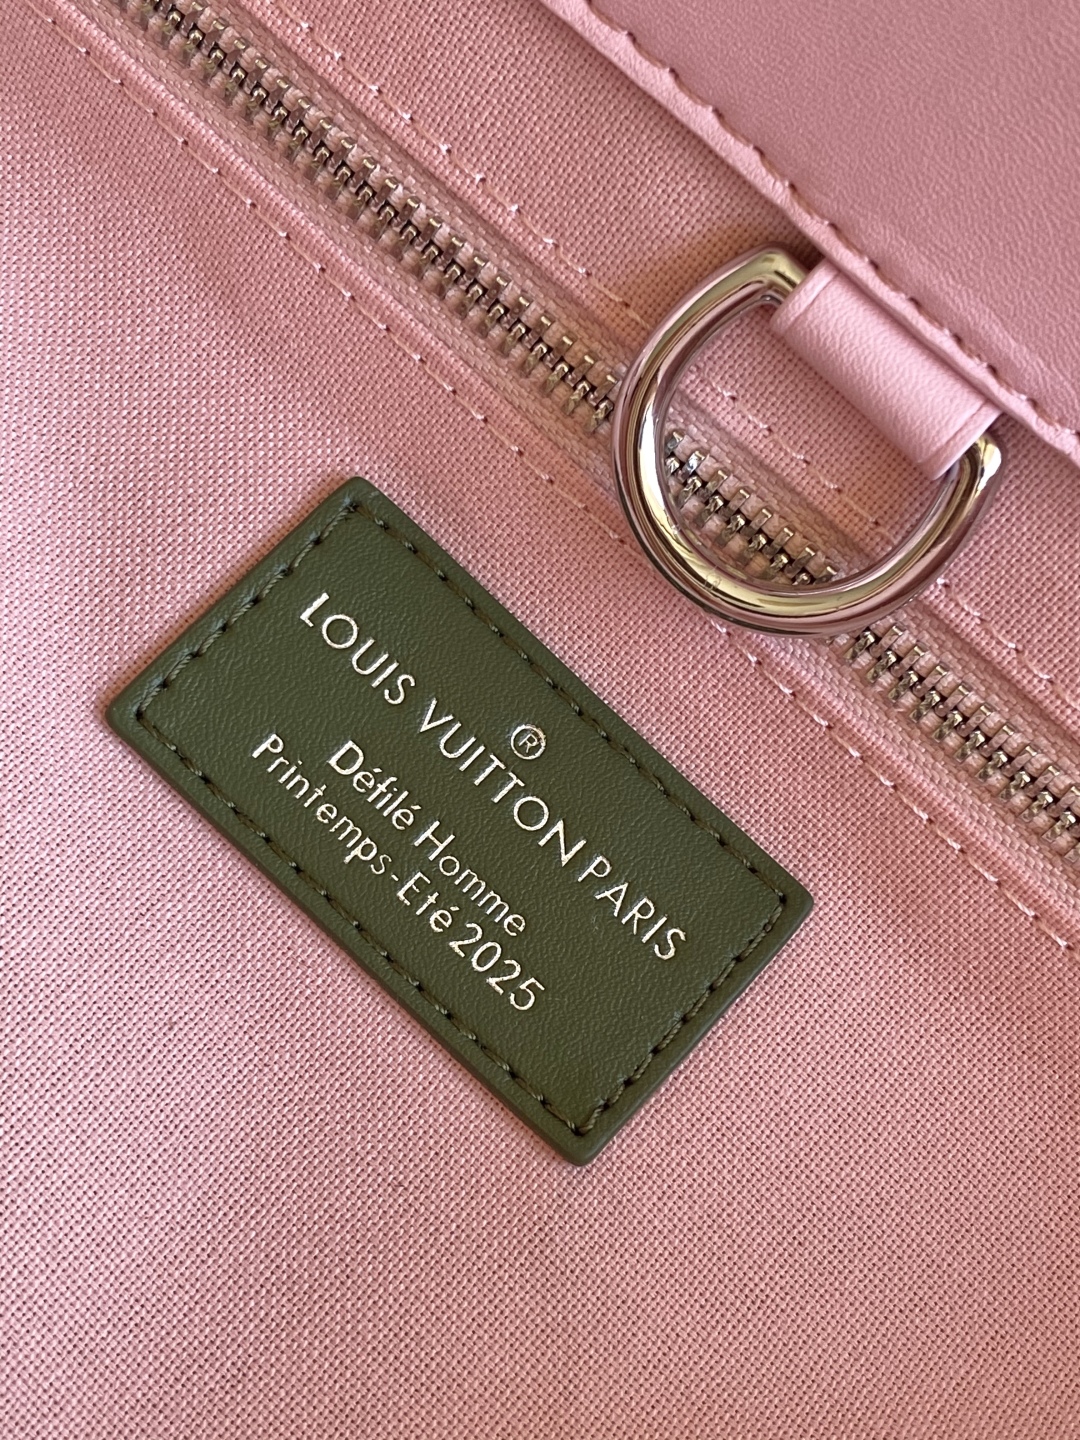 LOUIS VUITTON PARIS
®
Défilé Homme
Printemps-Eté 2025